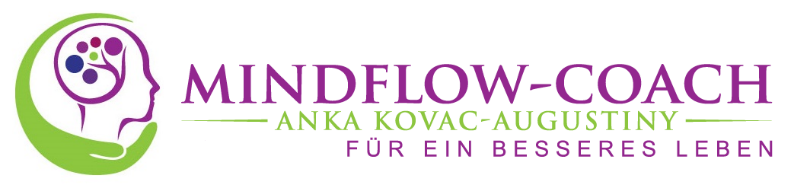 MINDFLOW-COACH
ANKA KOVAC-AUGUSTINY
FÜR EIN BESSERES LEBEN